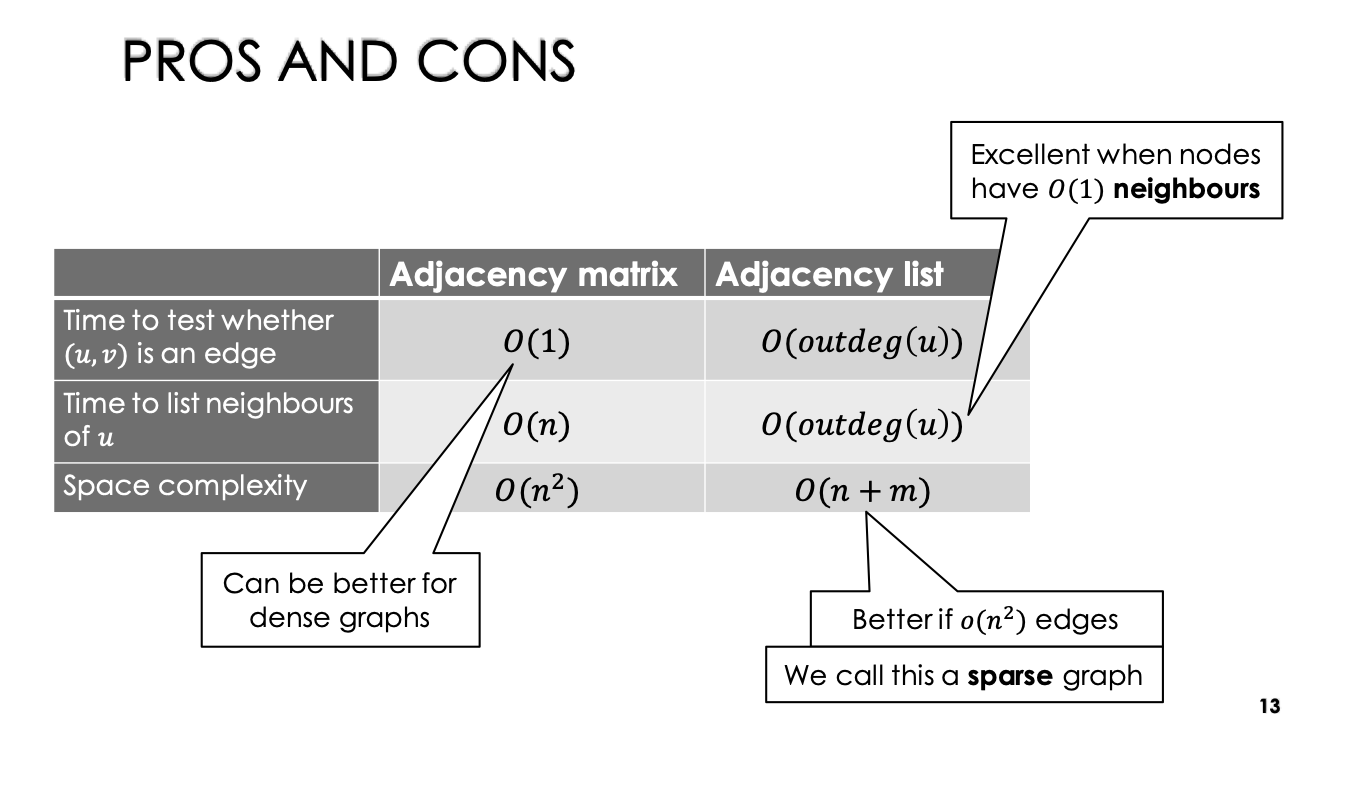 PROS AND CONS
Excellent when nodes
have O(1) neighbours
Adjacency matrix Adjacency list
Time to test whether
(u, v) is an edge
O(1) O(outdeg(u))
Time to list neighbours
of u
O(n) O(outdeg(u))
Space complexity O(n²) O(n + m)
Can be better for
dense graphs
Better if o(n²) edges
We call this a sparse graph
13